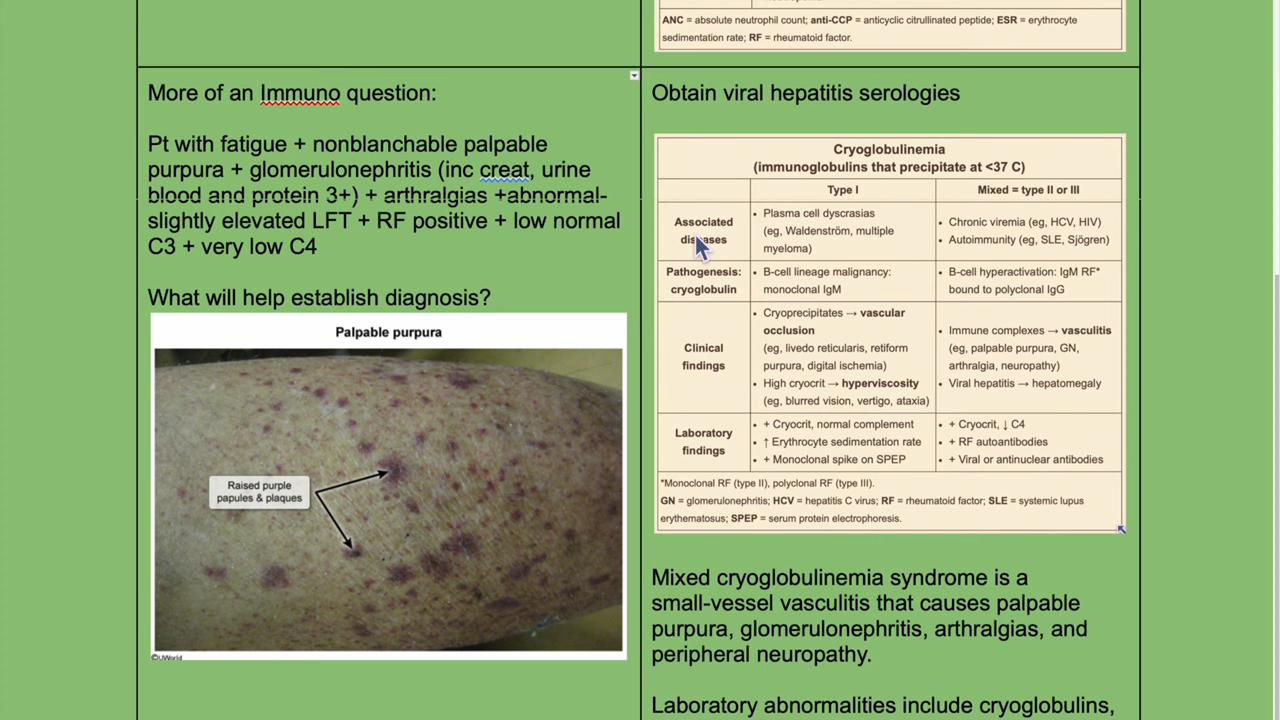 ANC = absolute neutrophil count; anti-CCP = anticyclic citrullinated peptide; ESR = erythrocyte
sedimentation rate; RF = rheumatoid factor.
More of an Immuno question:
Pt with fatigue + nonblanchable palpable
purpura + glomerulonephritis (inc creat, urine
blood and protein 3+) + arthralgias +abnormal-
slightly elevated LFT + RF positive + low normal
C3 + very low C4
What will help establish diagnosis?
Palpable purpura
Raised purple
papules & plaques
©UWorld
Obtain viral hepatitis serologies
Cryoglobulinemia
(immunoglobulins that precipitate at <37 C)
Type I
Mixed = type II or III
Associated
diseases
• Plasma cell dyscrasias
(eg, Waldenström, multiple
myeloma)
• Chronic viremia (eg, HCV, HIV)
• Autoimmunity (eg, SLE, Sjögren)
Pathogenesis:
cryoglobulin
• B-cell lineage malignancy:
monoclonal IgM
• B-cell hyperactivation: IgM RF*
bound to polyclonal IgG
Clinical
findings
• Cryoprecipitates → vascular
occlusion
(eg, livedo reticularis, retiform
purpura, digital ischemia)
• High cryocrit → hyperviscosity
(eg, blurred vision, vertigo, ataxia)
• Immune complexes → vasculitis
(eg, palpable purpura, GN,
arthralgia, neuropathy)
• Viral hepatitis → hepatomegaly
Laboratory
findings
• + Cryocrit, normal complement
• ↑ Erythrocyte sedimentation rate
• + Monoclonal spike on SPEP
• + Cryocrit, ↓ C4
• + RF autoantibodies
• + Viral or antinuclear antibodies
*Monoclonal RF (type II), polyclonal RF (type III).
GN = glomerulonephritis; HCV = hepatitis C virus; RF = rheumatoid factor; SLE = systemic lupus
erythematosus; SPEP = serum protein electrophoresis.
Mixed cryoglobulinemia syndrome is a
small-vessel vasculitis that causes palpable
purpura, glomerulonephritis, arthralgias, and
peripheral neuropathy.
Laboratory abnormalities include cryoglobulins,